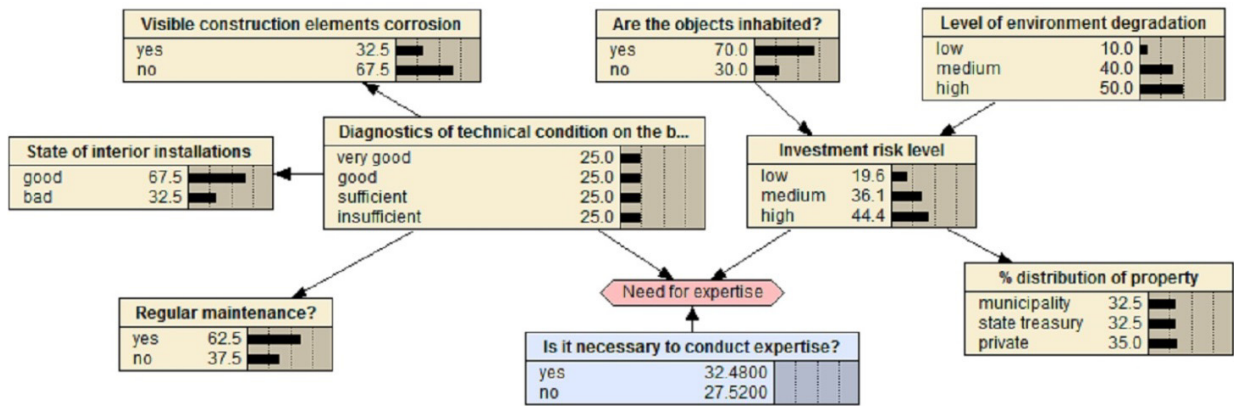 Visible construction elements corrosion
yes 32.5
no 67.5
Are the objects inhabited?
yes 70.0
no 30.0
Level of environment degradation
low 10.0
medium 40.0
high 50.0
State of interior installations
good 67.5
bad 32.5
Diagnostics of technical condition on the b...
very good 25.0
good 25.0
sufficient 25.0
insufficient 25.0
Investment risk level
low 19.6
medium 36.1
high 44.4
Regular maintenance?
yes 62.5
no 37.5
Need for expertise
% distribution of property
municipality 32.5
state treasury 32.5
private 35.0
Is it necessary to conduct expertise?
yes 32.4800
no 27.5200